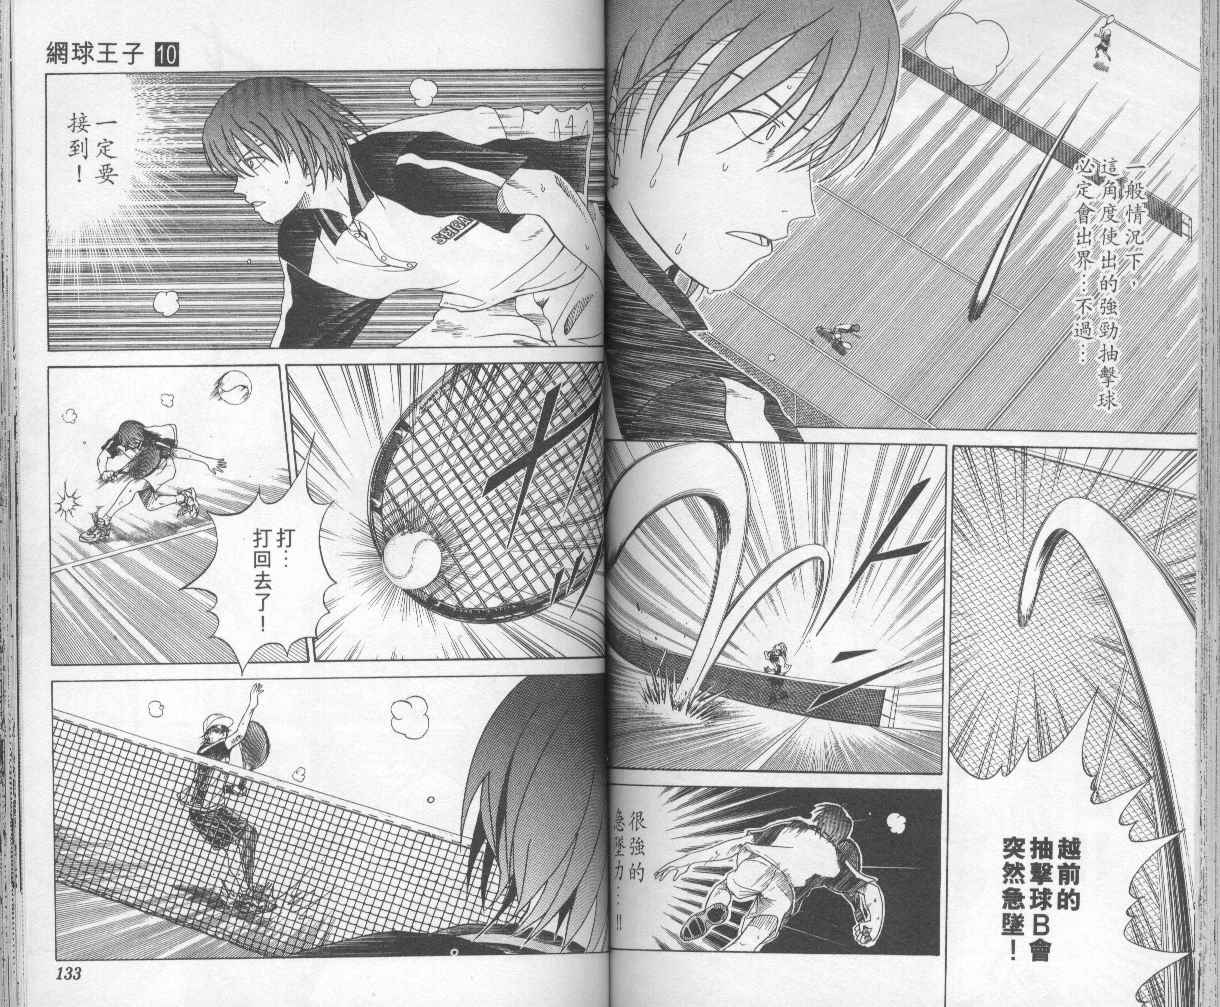 一般情況下，
這角度使出的強勁抽擊球
必定會出界…不過…
越前的
抽擊球B會
突然急墜！
很強的
急墜力…!!
網球王子 10
一定要
接到！
SEIGA
打…
打回去了！
133